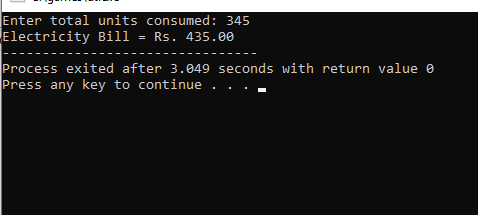 Enter total units consumed: 345
Electricity Bill = Rs. 435.00
--------------------------------
Process exited after 3.049 seconds with return value 0
Press any key to continue . . .